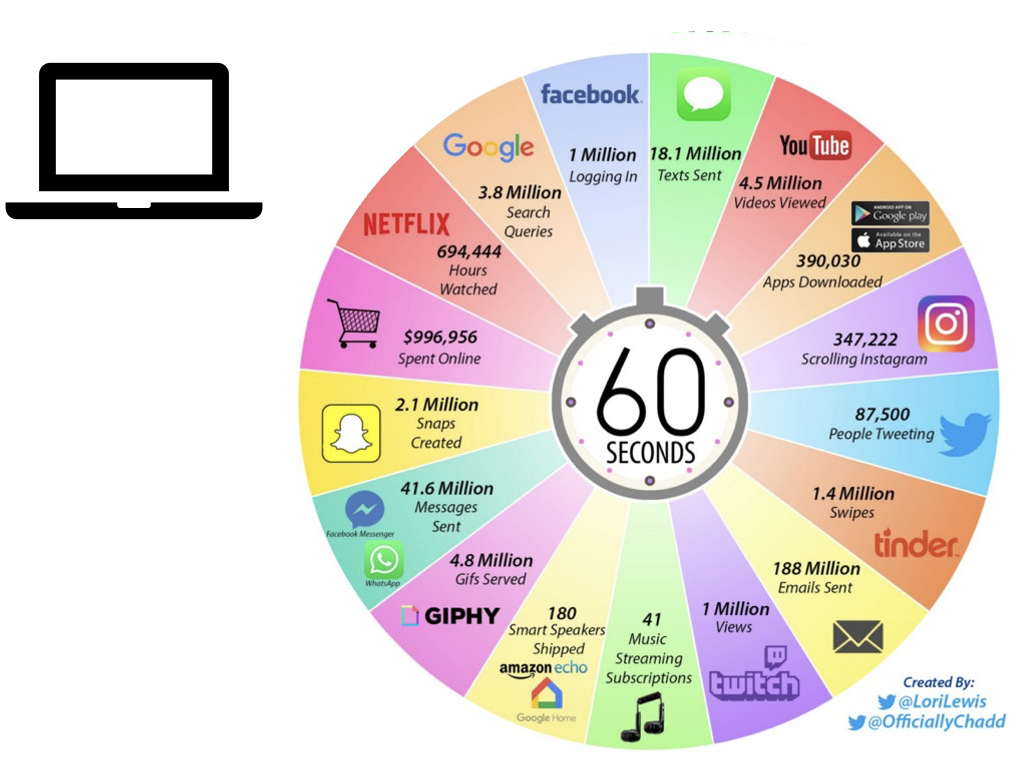 facebook.
1 Million
Logging In
18.1 Million
Texts Sent
You Tube
4.5 Million
Videos Viewed
ANDROID APP ON
Google play
Available on the
App Store
390,030
Apps Downloaded
347,222
Scrolling Instagram
87,500
People Tweeting
1.4 Million
Swipes
tinder
188 Million
Emails Sent
1 Million
Views
twitch
41
Music
Streaming
Subscriptions
180
Smart Speakers
Shipped
amazon echo
Google Home
4.8 Million
Gifs Served
GIPHY
41.6 Million
Messages
Sent
Facebook Messenger
WhatsApp
2.1 Million
Snaps
Created
$996,956
Spent Online
NETFLIX
694,444
Hours
Watched
Google
3.8 Million
Search
Queries
60
SECONDS
Created By:
@LoriLewis
@OfficiallyChadd